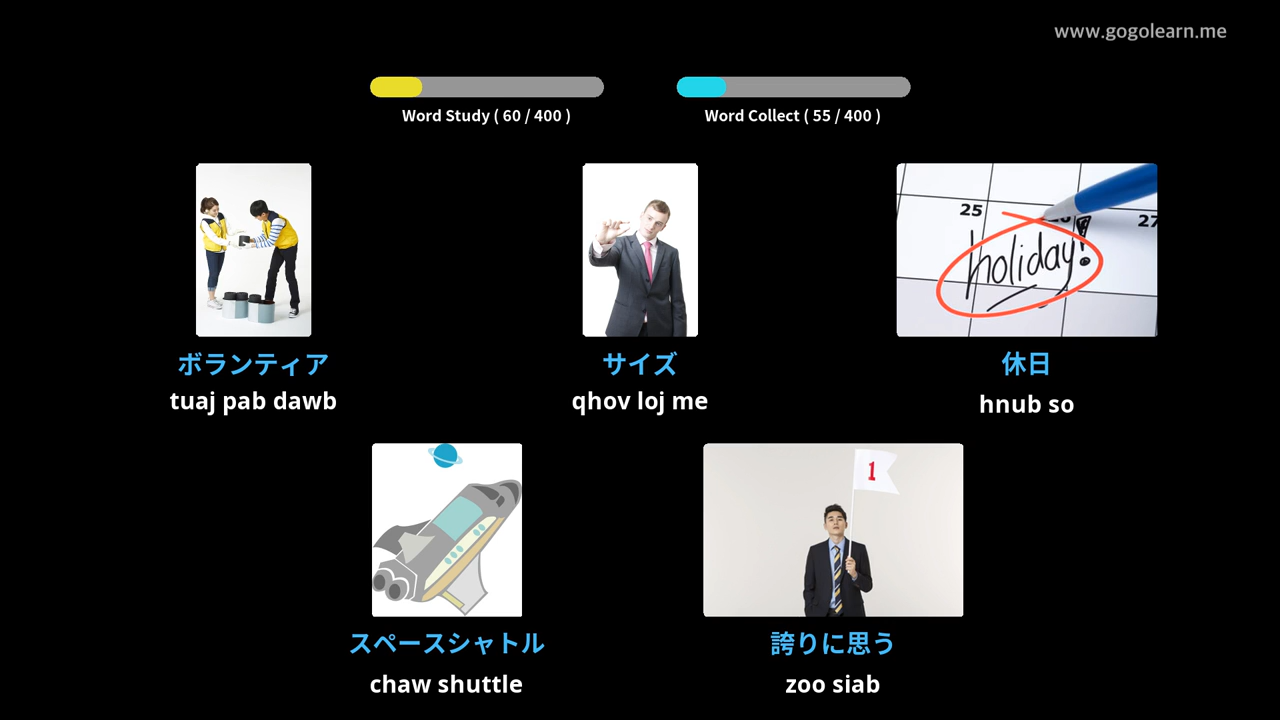 www.gogolearn.me
Word Study ( 60 / 400 )
Word Collect ( 55 / 400 )
25
27
holiday!
ボランティア
サイズ
休日
tuaj pab dawb
qhov loj me
hnub so
1
スペースシャトル
誇りに思う
chaw shuttle
zoo siab